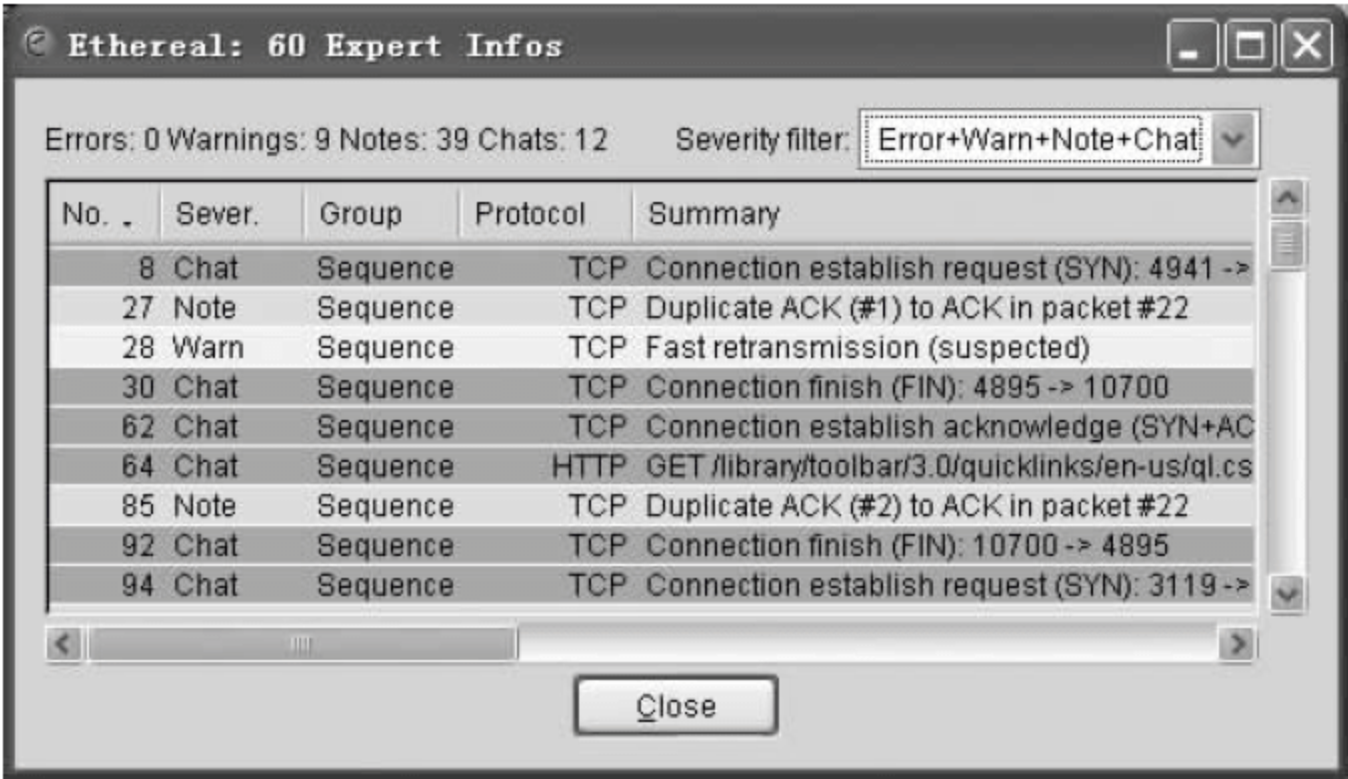 Ethereal: 60 Expert Infos
Errors: 0 Warnings: 9 Notes: 39 Chats: 12 Severity filter: Error+Warn+Note+Chat
No. . Sever. Group Protocol Summary
8 Chat Sequence TCP Connection establish request (SYN): 4941 ->
27 Note Sequence TCP Duplicate ACK (#1) to ACK in packet #22
28 Warn Sequence TCP Fast retransmission (suspected)
30 Chat Sequence TCP Connection finish (FIN): 4895 -> 10700
62 Chat Sequence TCP Connection establish acknowledge (SYN+AC
64 Chat Sequence HTTP GET /library/toolbar/3.0/quicklinks/en-us/ql.cs
85 Note Sequence TCP Duplicate ACK (#2) to ACK in packet #22
92 Chat Sequence TCP Connection finish (FIN): 10700 -> 4895
94 Chat Sequence TCP Connection establish request (SYN): 3119 ->
Close